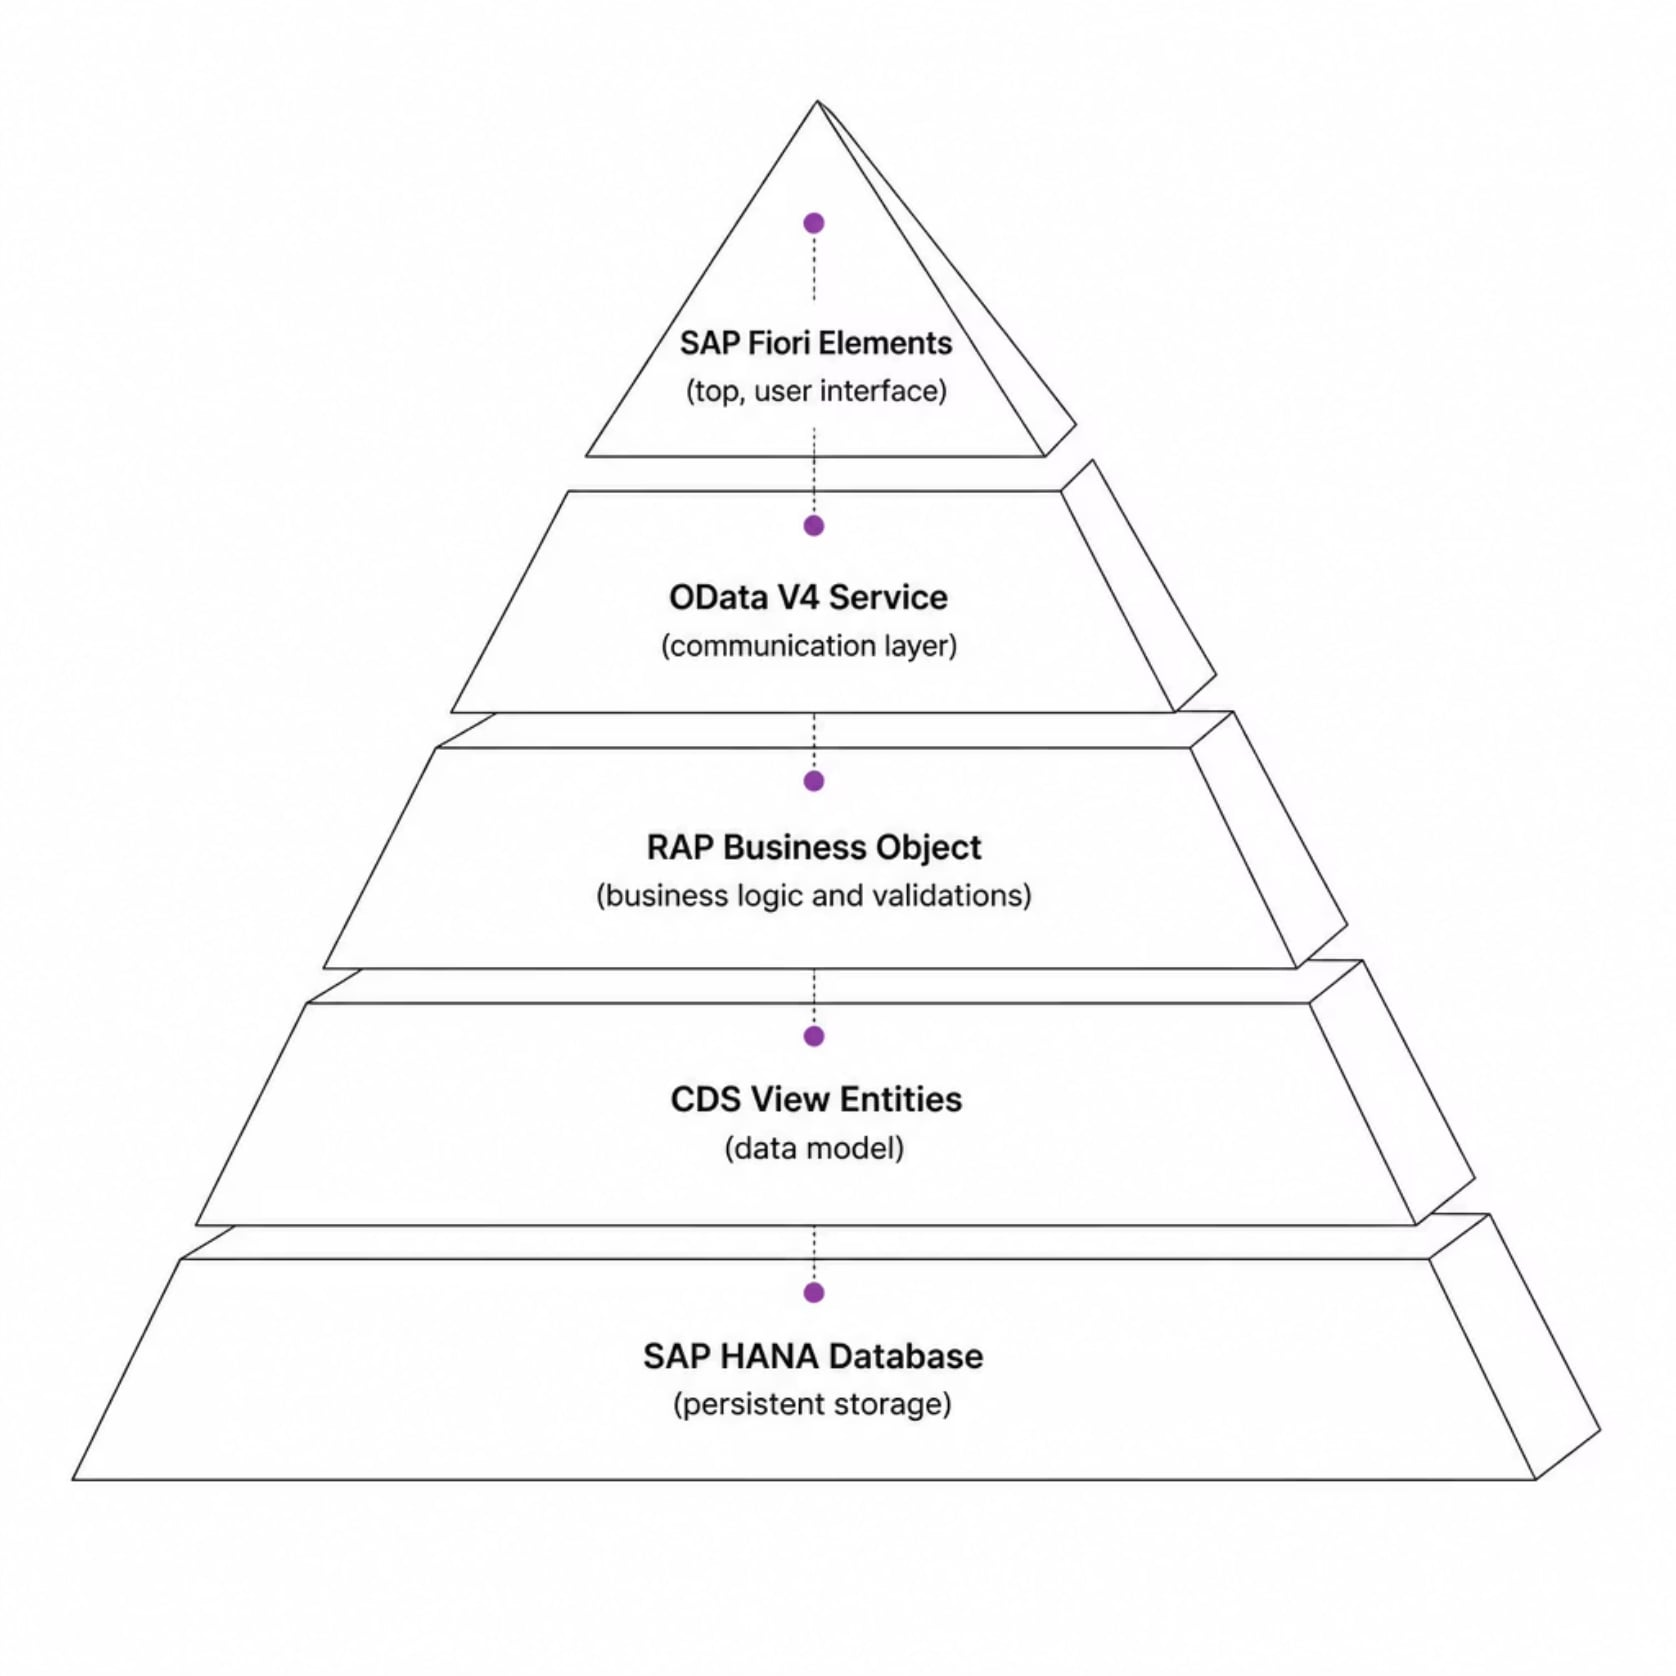 SAP Fiori Elements
(top, user interface)
OData V4 Service
(communication layer)
RAP Business Object
(business logic and validations)
CDS View Entities
(data model)
SAP HANA Database
(persistent storage)